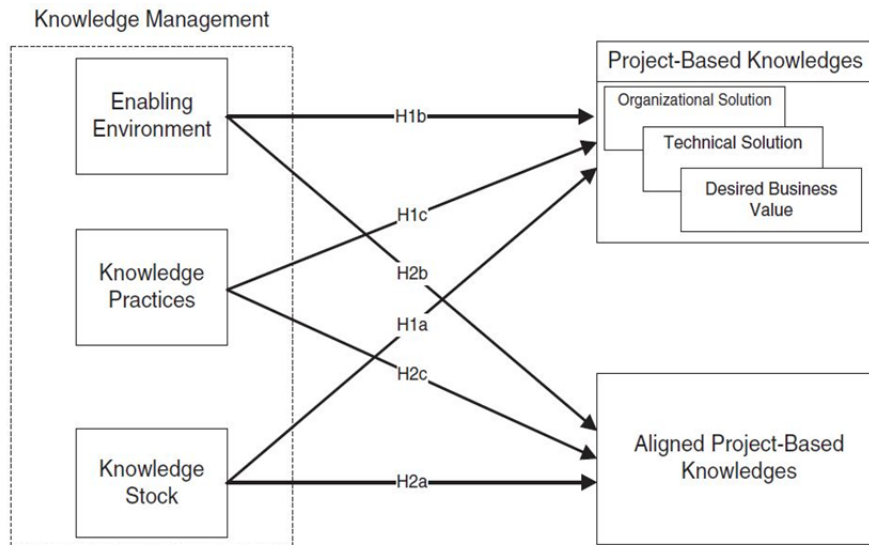 Knowledge Management
Enabling
Environment
Knowledge
Practices
Knowledge
Stock
H1b
H1c
H2b
H1a
H2c
H2a
Project-Based Knowledges
Organizational Solution
Technical Solution
Desired Business
Value
Aligned Project-Based
Knowledges